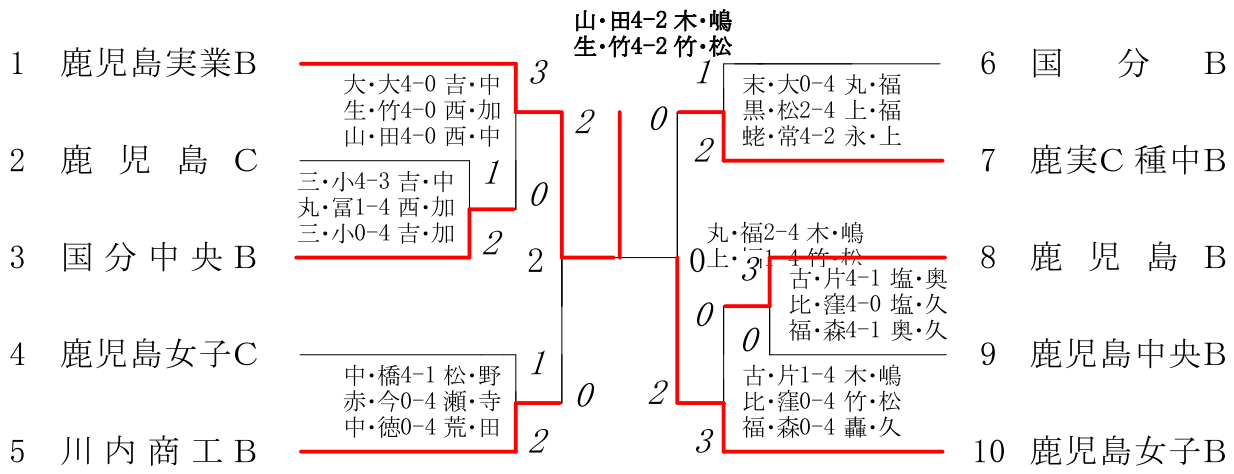 山・田4-2 木・嶋
生・竹4-2 竹・松
1 鹿児島実業B
3
大・大4-0 吉・中
生・竹4-0 西・加
山・田4-0 西・中
2
2 鹿児島C
1
0
三・小4-3 吉・中
丸・冨1-4 西・加
三・小0-4 吉・加
2
3 国分中央B
2
4 鹿児島女子C
1
中・橋4-1 松・野
赤・今0-4 瀬・寺
中・徳0-4 荒・田
0
5 川内商工B
2
1
6 国分B
末・大0-4 丸・福
黒・松2-4 上・福
蛯・常4-2 永・上
0
2
7 鹿実C種中B
丸・福2-4 木・嶋
上・ 4 竹・松
0
3
8 鹿児島B
古・片4-1 塩・奥
比・窪4-0 塩・久
福・森4-1 奥・久
0
0
9 鹿児島中央B
古・片1-4 木・嶋
比・窪0-4 竹・松
福・森0-4 轟・久
2
3
10 鹿児島女子B